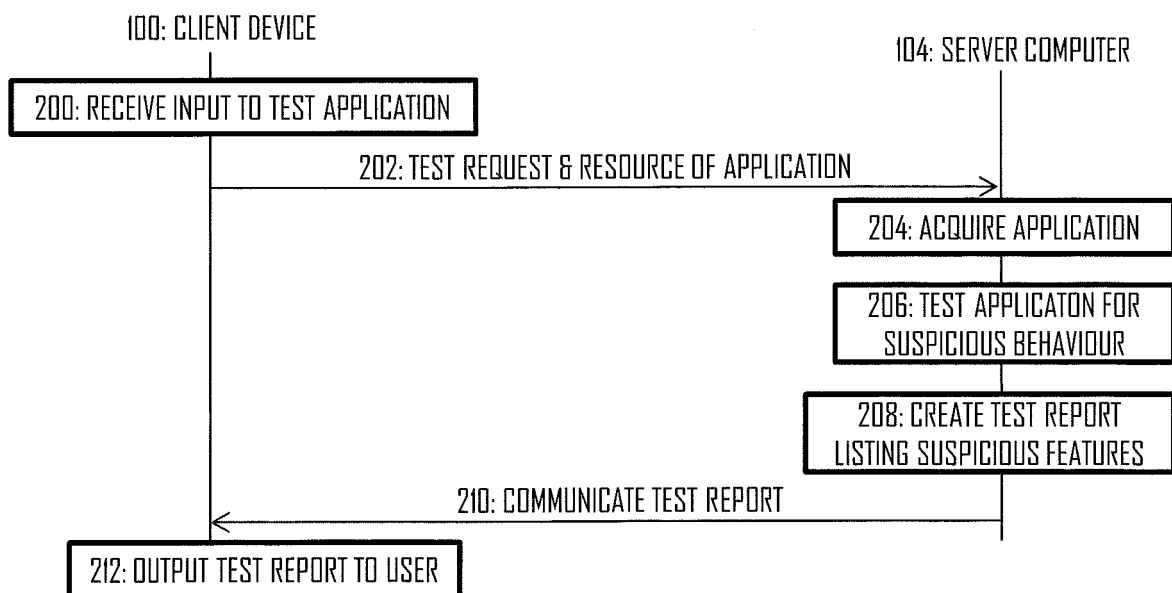 100: CLIENT DEVICE
104: SERVER COMPUTER
200: RECEIVE INPUT TO TEST APPLICATION
202: TEST REQUEST & RESOURCE OF APPLICATION
204: ACQUIRE APPLICATION
206: TEST APPLICATON FOR
SUSPICIOUS BEHAVIOUR
208: CREATE TEST REPORT
LISTING SUSPICIOUS FEATURES
210: COMMUNICATE TEST REPORT
212: OUTPUT TEST REPORT TO USER